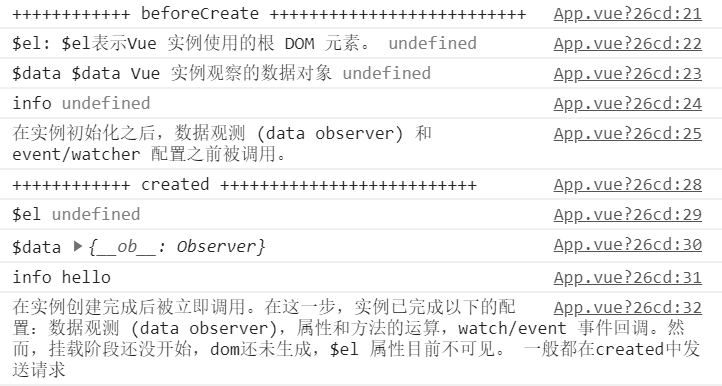 ++++++++++++ beforeCreate ++++++++++++++++++++++++++ App.vue?26cd:21
$el: $el表示Vue 实例使用的根 DOM 元素。 undefined App.vue?26cd:22
$data $data Vue 实例观察的数据对象 undefined App.vue?26cd:23
info undefined App.vue?26cd:24
在实例初始化之后，数据观测 (data observer) 和 App.vue?26cd:25
event/watcher 配置之前被调用。
++++++++++++ created ++++++++++++++++++++++++++ App.vue?26cd:28
$el undefined App.vue?26cd:29
$data ▶{__ob__: Observer} App.vue?26cd:30
info hello App.vue?26cd:31
在实例创建完成后被立即调用。在这一步，实例已完成以下的配 App.vue?26cd:32
置：数据观测 (data observer)，属性和方法的运算，watch/event 事件回调。然
而，挂载阶段还没开始，dom还未生成，$el 属性目前不可见。 一般都在created中发
送请求